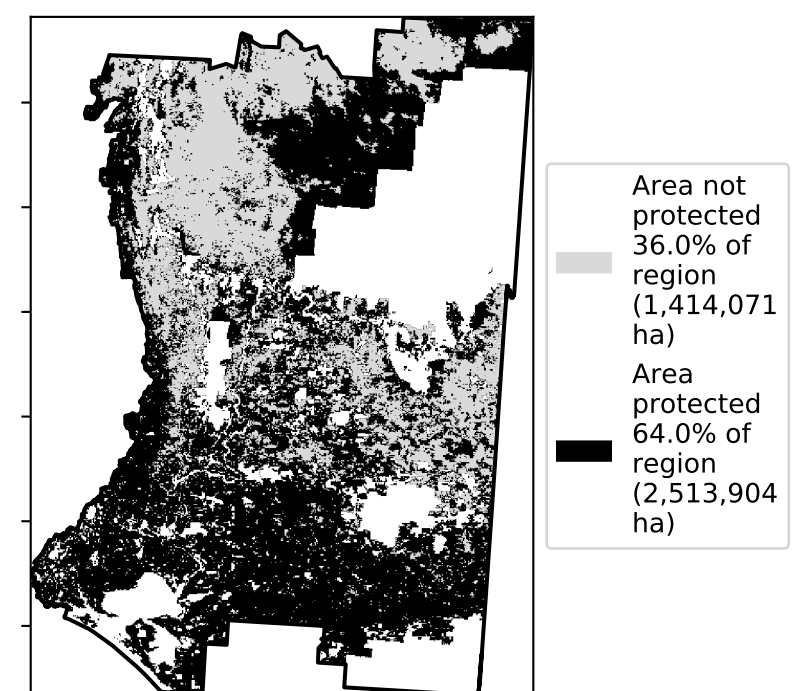 Area not
protected
36.0% of
region
(1,414,071
ha)
Area
protected
64.0% of
region
(2,513,904
ha)